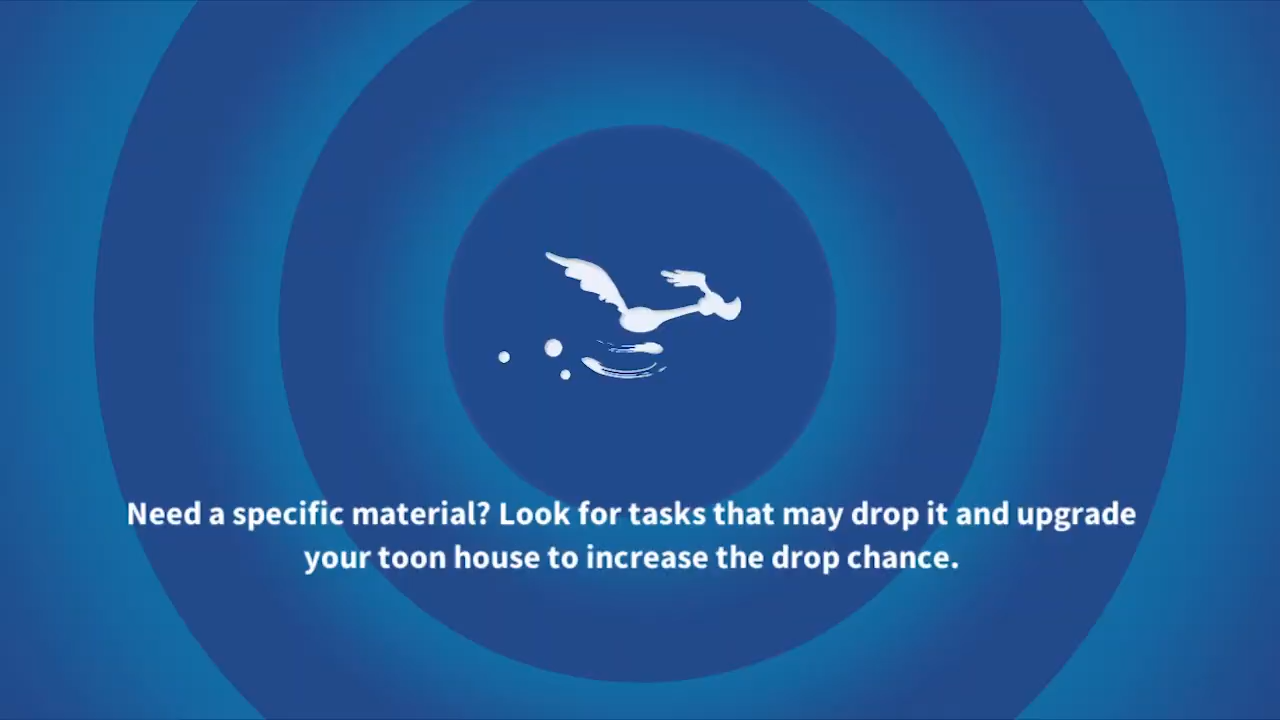 Need a specific material? Look for tasks that may drop it and upgrade
your toon house to increase the drop chance.